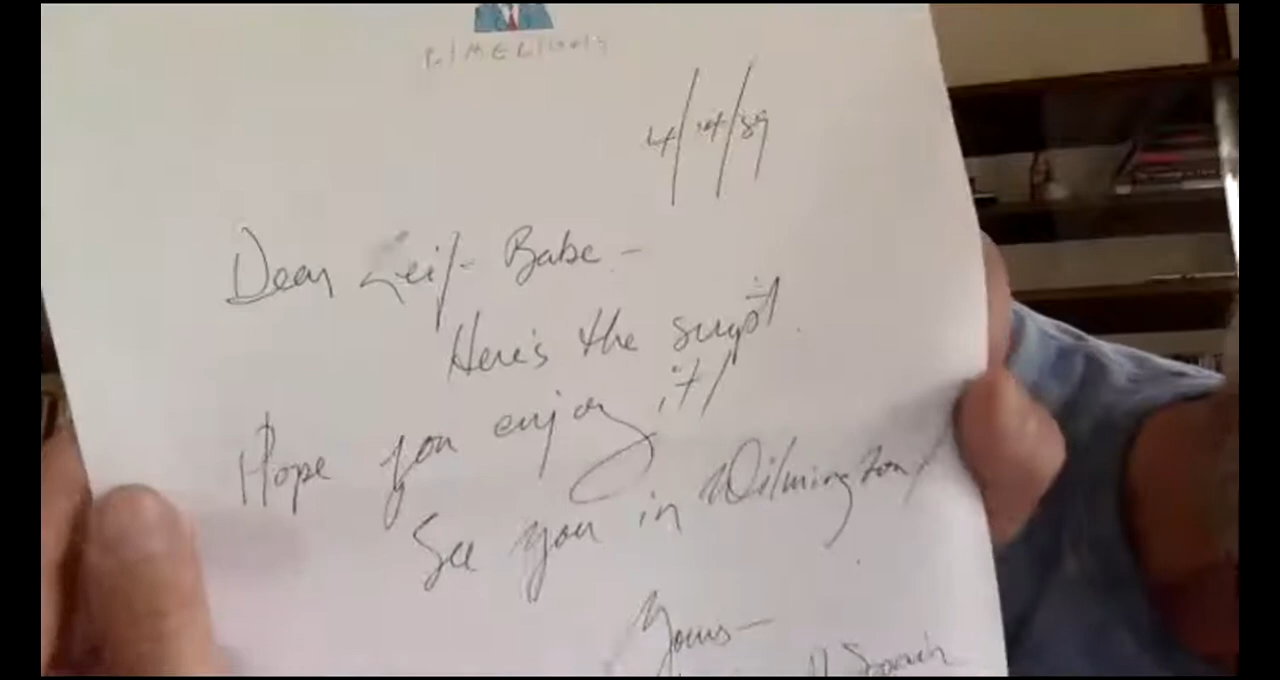 4/14/89
Dear Leif- Babe -
Here's the script.
Hope you enjoy it!
See you in Wilmington!
Yours-